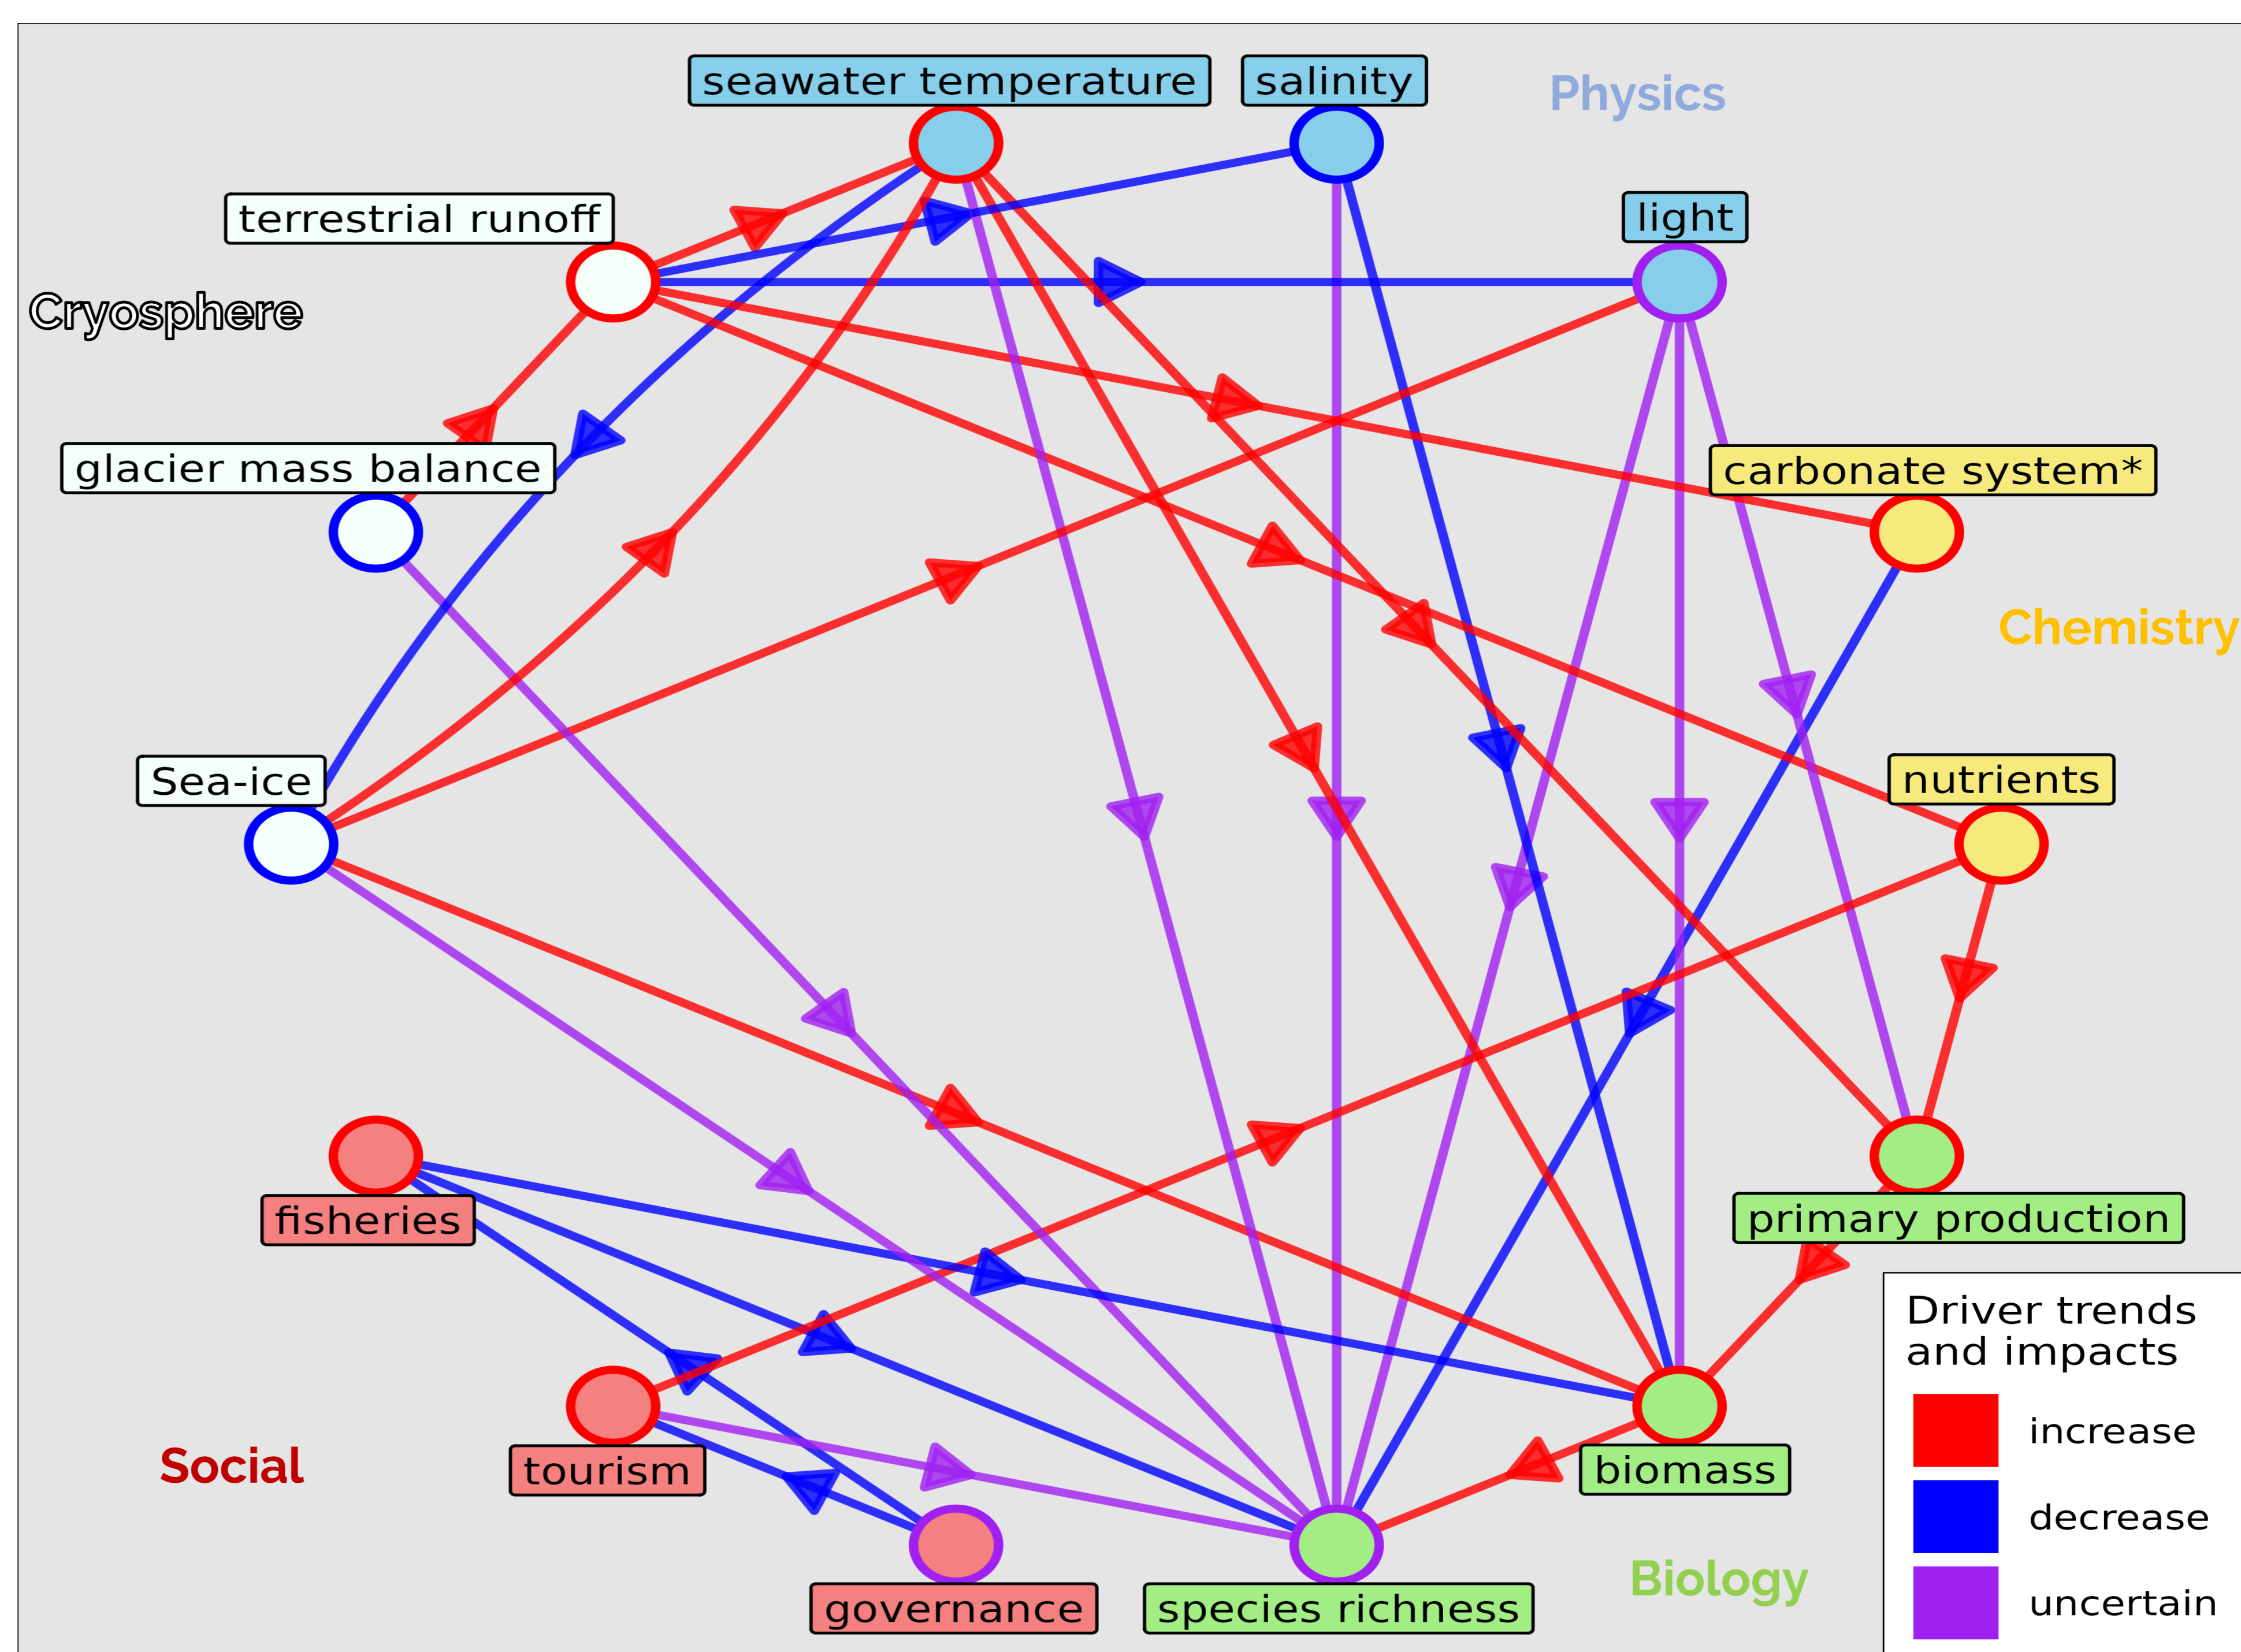 seawater temperature
salinity
Physics
terrestrial runoff
light
Cryosphere
glacier mass balance
carbonate system*
Chemistry
Sea-ice
nutrients
fisheries
primary production
Driver trends
and impacts
increase
decrease
uncertain
Social
tourism
biomass
Biology
governance
species richness